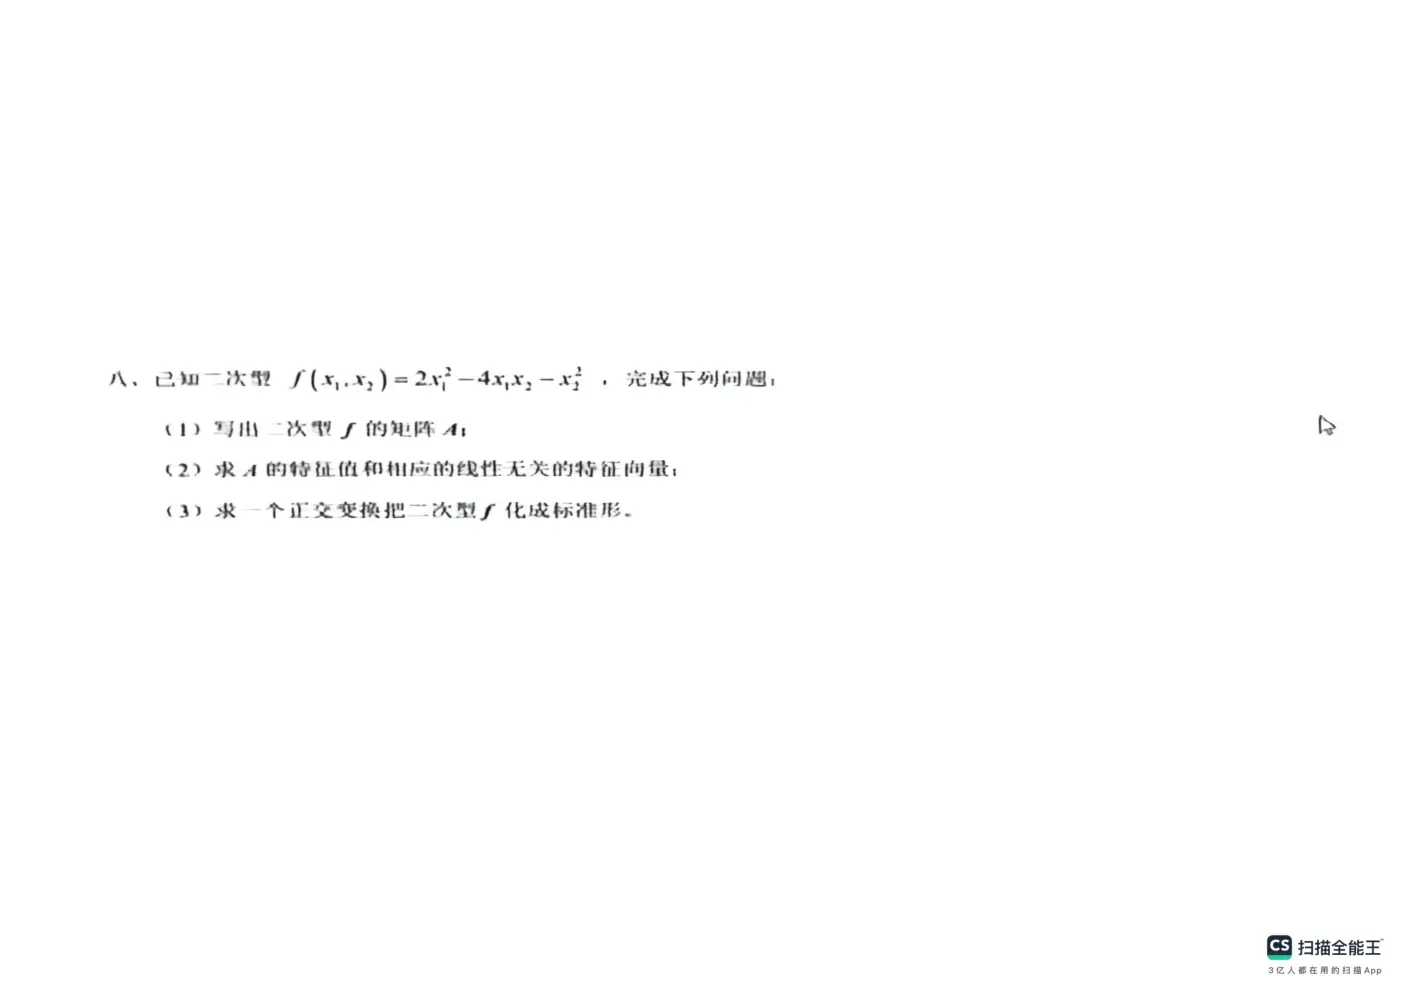 八、已知二次型 f(x₁,x₂)=2x₁²−4x₁x₂−x₂² ，完成下列问题：
（1）写出二次型 f 的矩阵 A；
（2）求 A 的特征值和相应的线性无关的特征向量；
（3）求一个正交变换把二次型 f 化成标准形。
CS 扫描全能王
3亿人都在用的扫描App